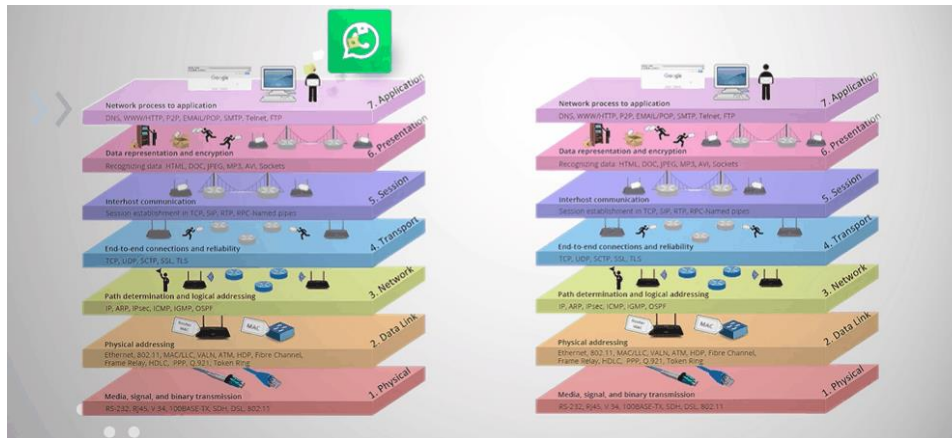 Google
7. Application
Network process to application
DNS, WWW/HTTP, P2P, EMAIL/POP, SMTP, Telnet, FTP
6. Presentation
Data representation and encryption
Recognizing data: HTML, DOC, JPEG, MP3, AVI, Sockets
5. Session
Interhost communication
Session establishment in TCP, SIP, RTP, RPC-Named pipes
4. Transport
End-to-end connections and reliability
TCP, UDP, SCTP, SSL, TLS
3. Network
Path determination and logical addressing
IP, ARP, IPsec, ICMP, IGMP, OSPF
MAC
MAC
2. Data Link
Physical addressing
Ethernet, 802.11, MAC/LLC, VALN, ATM, HDP, Fibre Channel,
Frame Relay, HDLC, PPP, Q.921, Token Ring
1. Physical
Media, signal, and binary transmission
RS-232, RJ45, V.34, 100BASE-TX, SDH, DSL, 802.11
Google
7. Application
Network process to application
DNS, WWW/HTTP, P2P, EMAIL/POP, SMTP, Telnet, FTP
6. Presentation
Data representation and encryption
Recognizing data: HTML, DOC, JPEG, MP3, AVI, Sockets
5. Session
Interhost communication
Session establishment in TCP, SIP, RTP, RPC-Named pipes
4. Transport
End-to-end connections and reliability
TCP, UDP, SCTP, SSL, TLS
3. Network
Path determination and logical addressing
IP, ARP, IPsec, ICMP, IGMP, OSPF
MAC
MAC
2. Data Link
Physical addressing
Ethernet, 802.11, MAC/LLC, VALN, ATM, HDP, Fibre Channel,
Frame Relay, HDLC, PPP, Q.921, Token Ring
1. Physical
Media, signal, and binary transmission
RS-232, RJ45, V.34, 100BASE-TX, SDH, DSL, 802.11